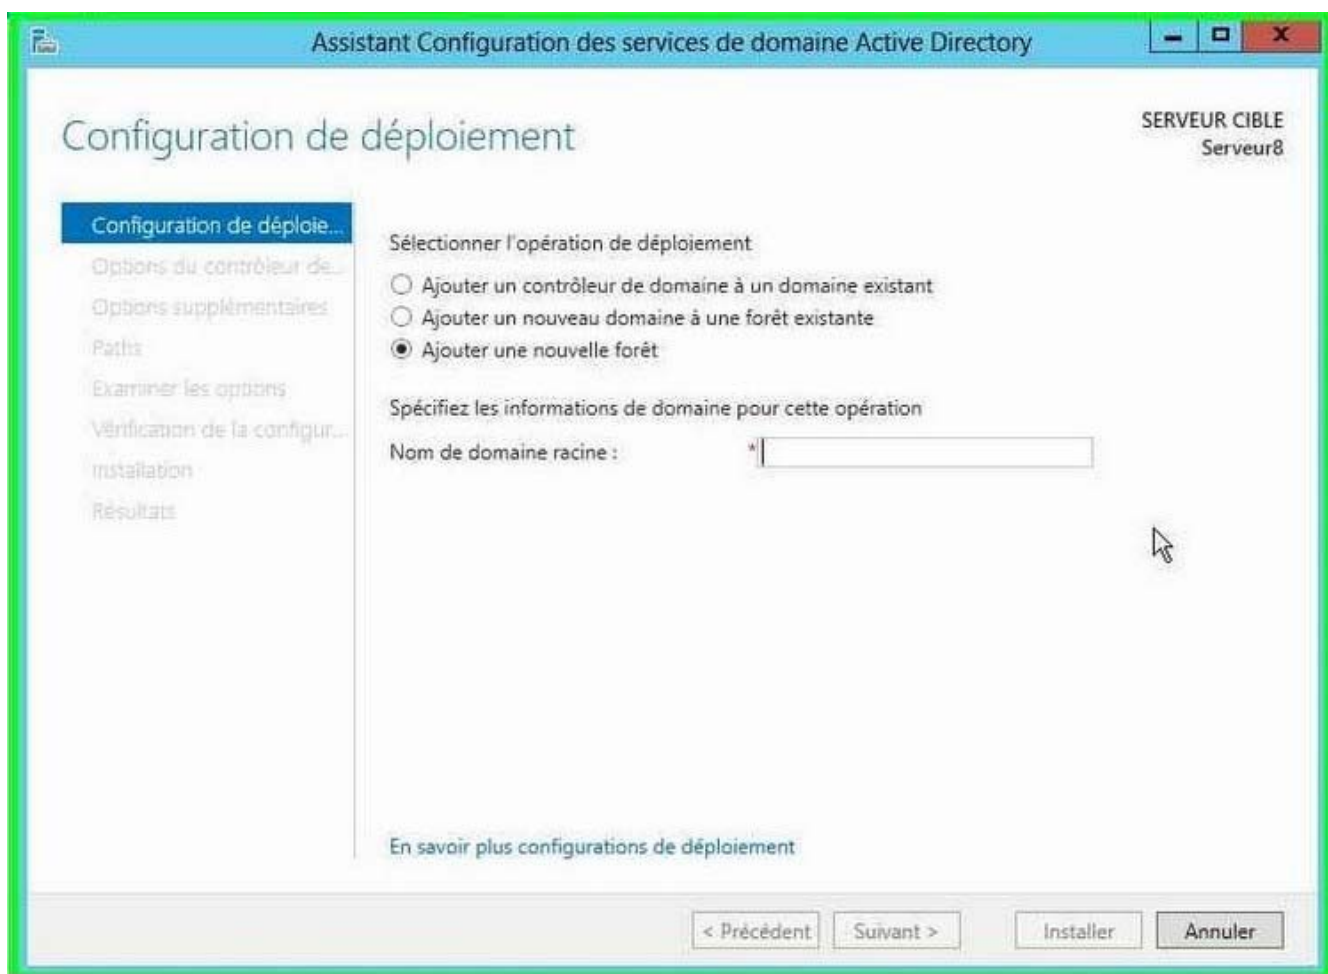 Assistant Configuration des services de domaine Active Directory
Configuration de déploiement
SERVEUR CIBLE
Serveur8
Configuration de déploie...
Options du contrôleur de...
Options supplémentaires
Paths
Examiner les options
Vérification de la configur...
Installation
Résultats
Sélectionner l'opération de déploiement
Ajouter un contrôleur de domaine à un domaine existant
Ajouter un nouveau domaine à une forêt existante
Ajouter une nouvelle forêt
Spécifiez les informations de domaine pour cette opération
Nom de domaine racine : *
En savoir plus configurations de déploiement
< Précédent Suivant > Installer Annuler